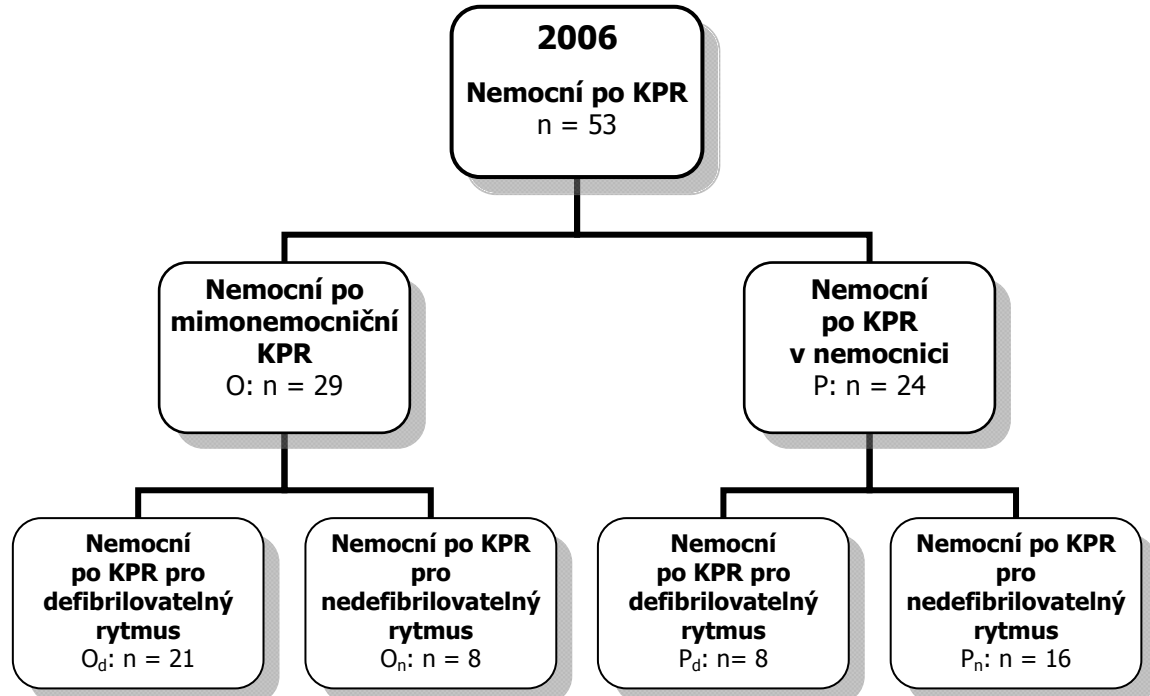 2006
Nemocní po KPR
n = 53
Nemocní po
mimonemocniční
KPR
O: n = 29
Nemocní
po KPR
v nemocnici
P: n = 24
Nemocní
po KPR pro
defibrilovatelný
rytmus
Od: n = 21
Nemocní po KPR
pro
nedefibrilovatelný
rytmus
On: n = 8
Nemocní
po KPR pro
defibrilovatelný
rytmus
Pd: n= 8
Nemocní po KPR
pro
nedefibrilovatelný
rytmus
Pn: n = 16